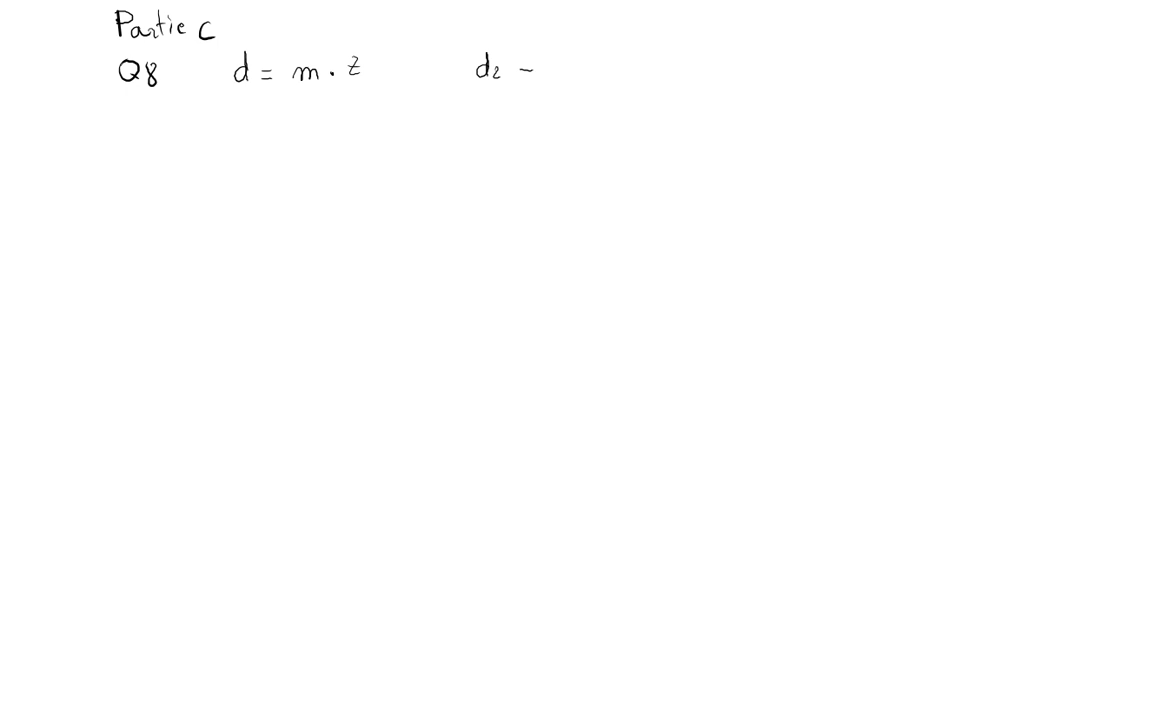 Partie C
Q8 d = m . z d2 -